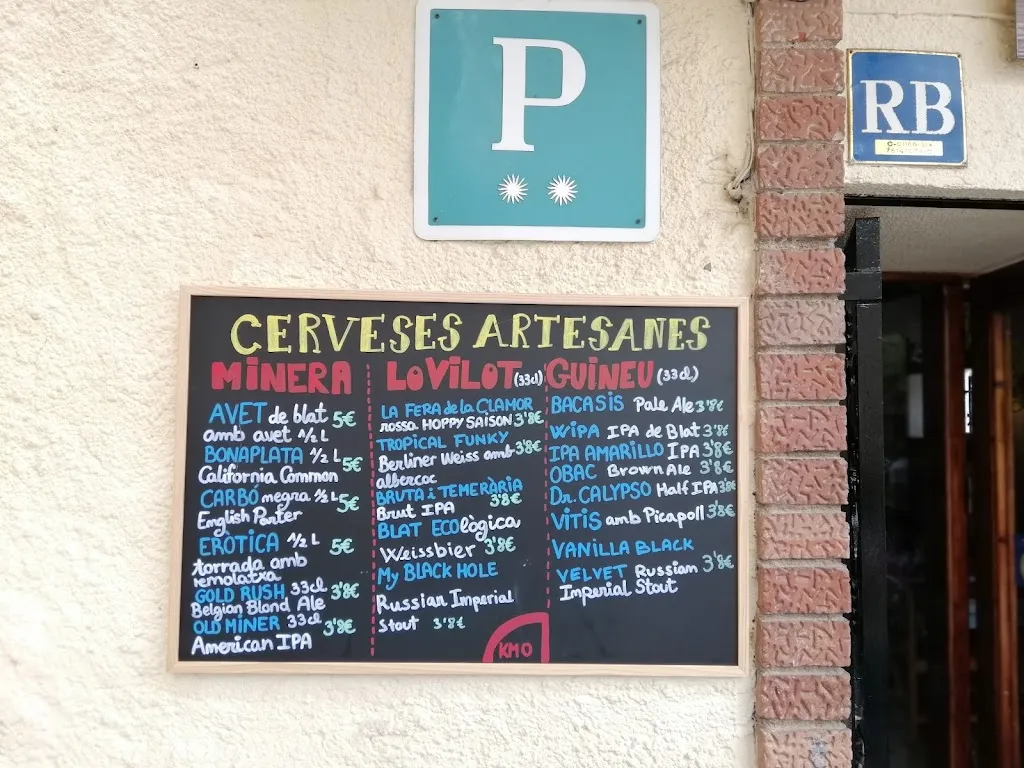 P
RB
CERVESES ARTESANES
MINERA
AVET de blat 5€
amb avet ½ L
BONAPLATA ½ L
California Common 5€
CARBÓ negra ½ L 5€
English Porter
ERÒTICA ½ L 5€
torrada amb
remolatxa
GOLD RUSH 33cl 3'8€
Belgian Blond Ale
OLD MINER 33cl 3'8€
American IPA
LOVILOT (33cl)
LA FERA de la CLAMOR
rossa HOPPY SAISON 3'8€
TROPICAL FUNKY
Berliner Weiss amb 3'8€
albercoc
BRUTA i TEMERÀRIA
Brut IPA 3'8€
BLAT ECOlògica
Weissbier 3'8€
My BLACK HOLE
Russian Imperial
Stout 3'8€
KM 0
GUINEU (33cl)
BACASIS Pale Ale 3'8€
WIPA IPA de Blat 3'8€
IPA AMARILLO IPA 3'8€
OBAC Brown Ale 3'8€
Dr. CALYPSO Half IPA 3'8€
VITIS amb Picapoll 3'8€
VANILLA BLACK
VELVET Russian 3'8€
Imperial Stout